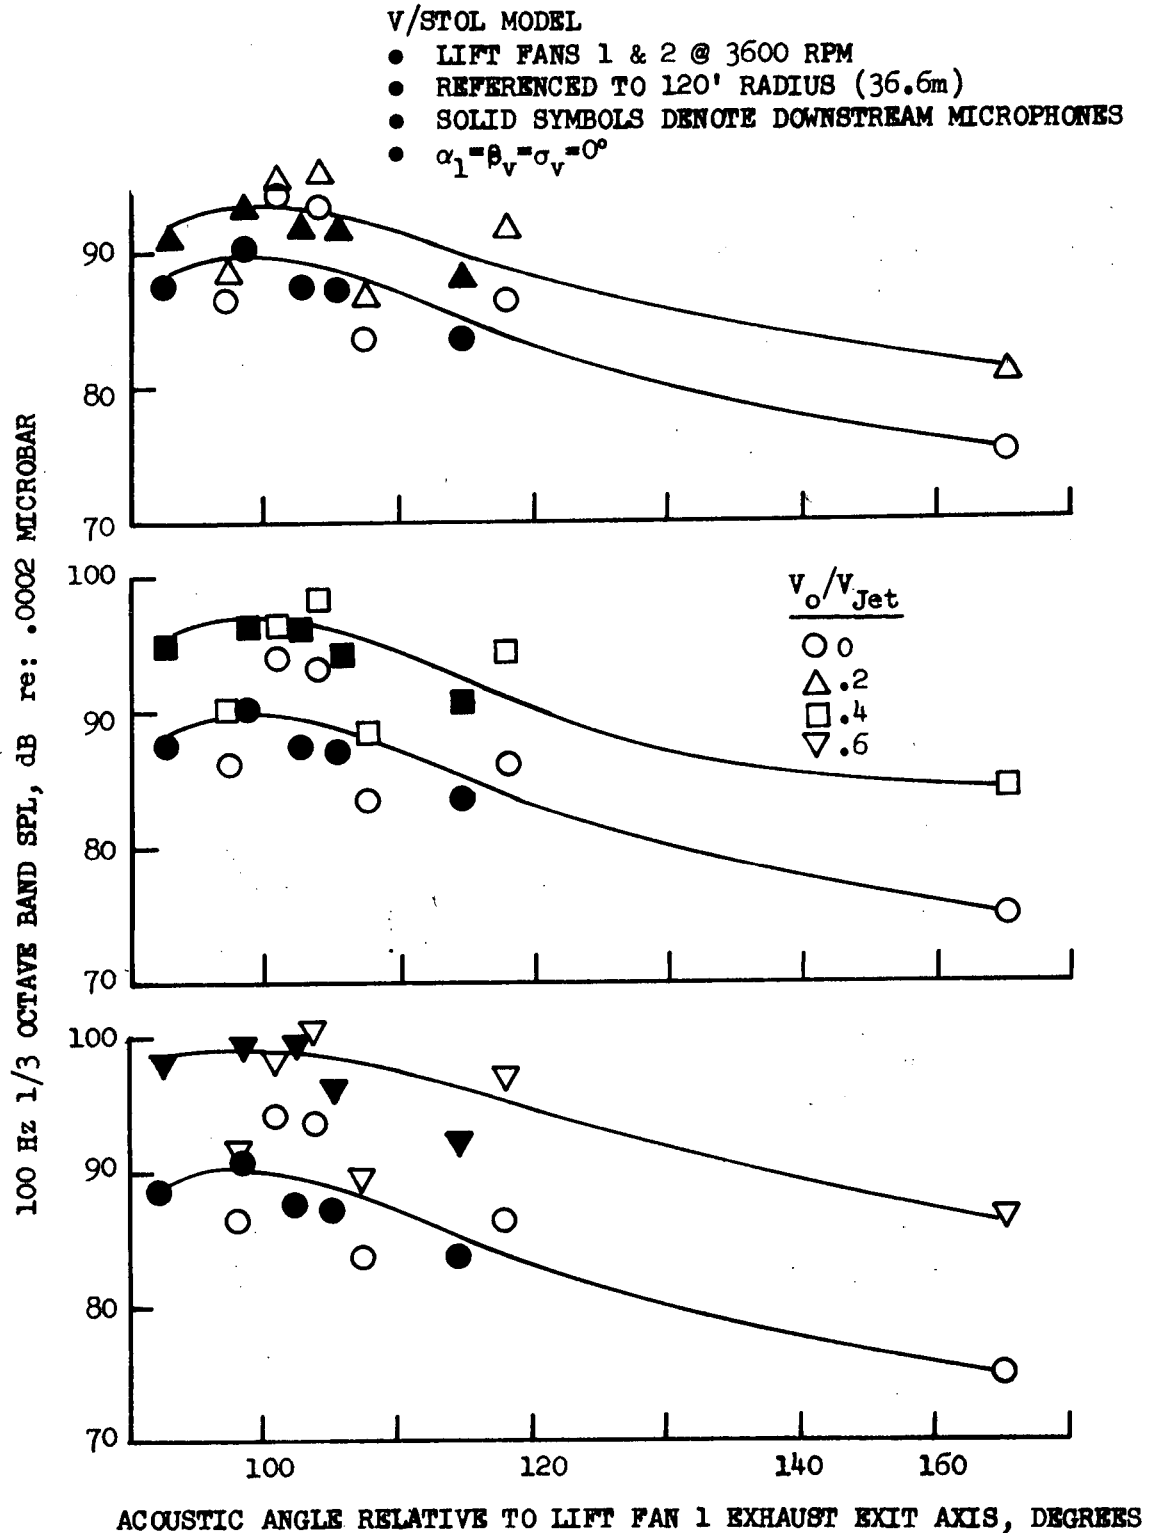 V/STOL MODEL
● LIFT FANS 1 & 2 @ 3600 RPM
● REFERENCED TO 120' RADIUS (36.6m)
● SOLID SYMBOLS DENOTE DOWNSTREAM MICROPHONES
● α1=βv=σv=0°
90
80
70
100
90
80
70
Vo/VJet
0
.2
.4
.6
100
90
80
70
100 120 140 160
100 Hz 1/3 OCTAVE BAND SPL, dB re: .0002 MICROBAR
ACOUSTIC ANGLE RELATIVE TO LIFT FAN 1 EXHAUST EXIT AXIS, DEGREES